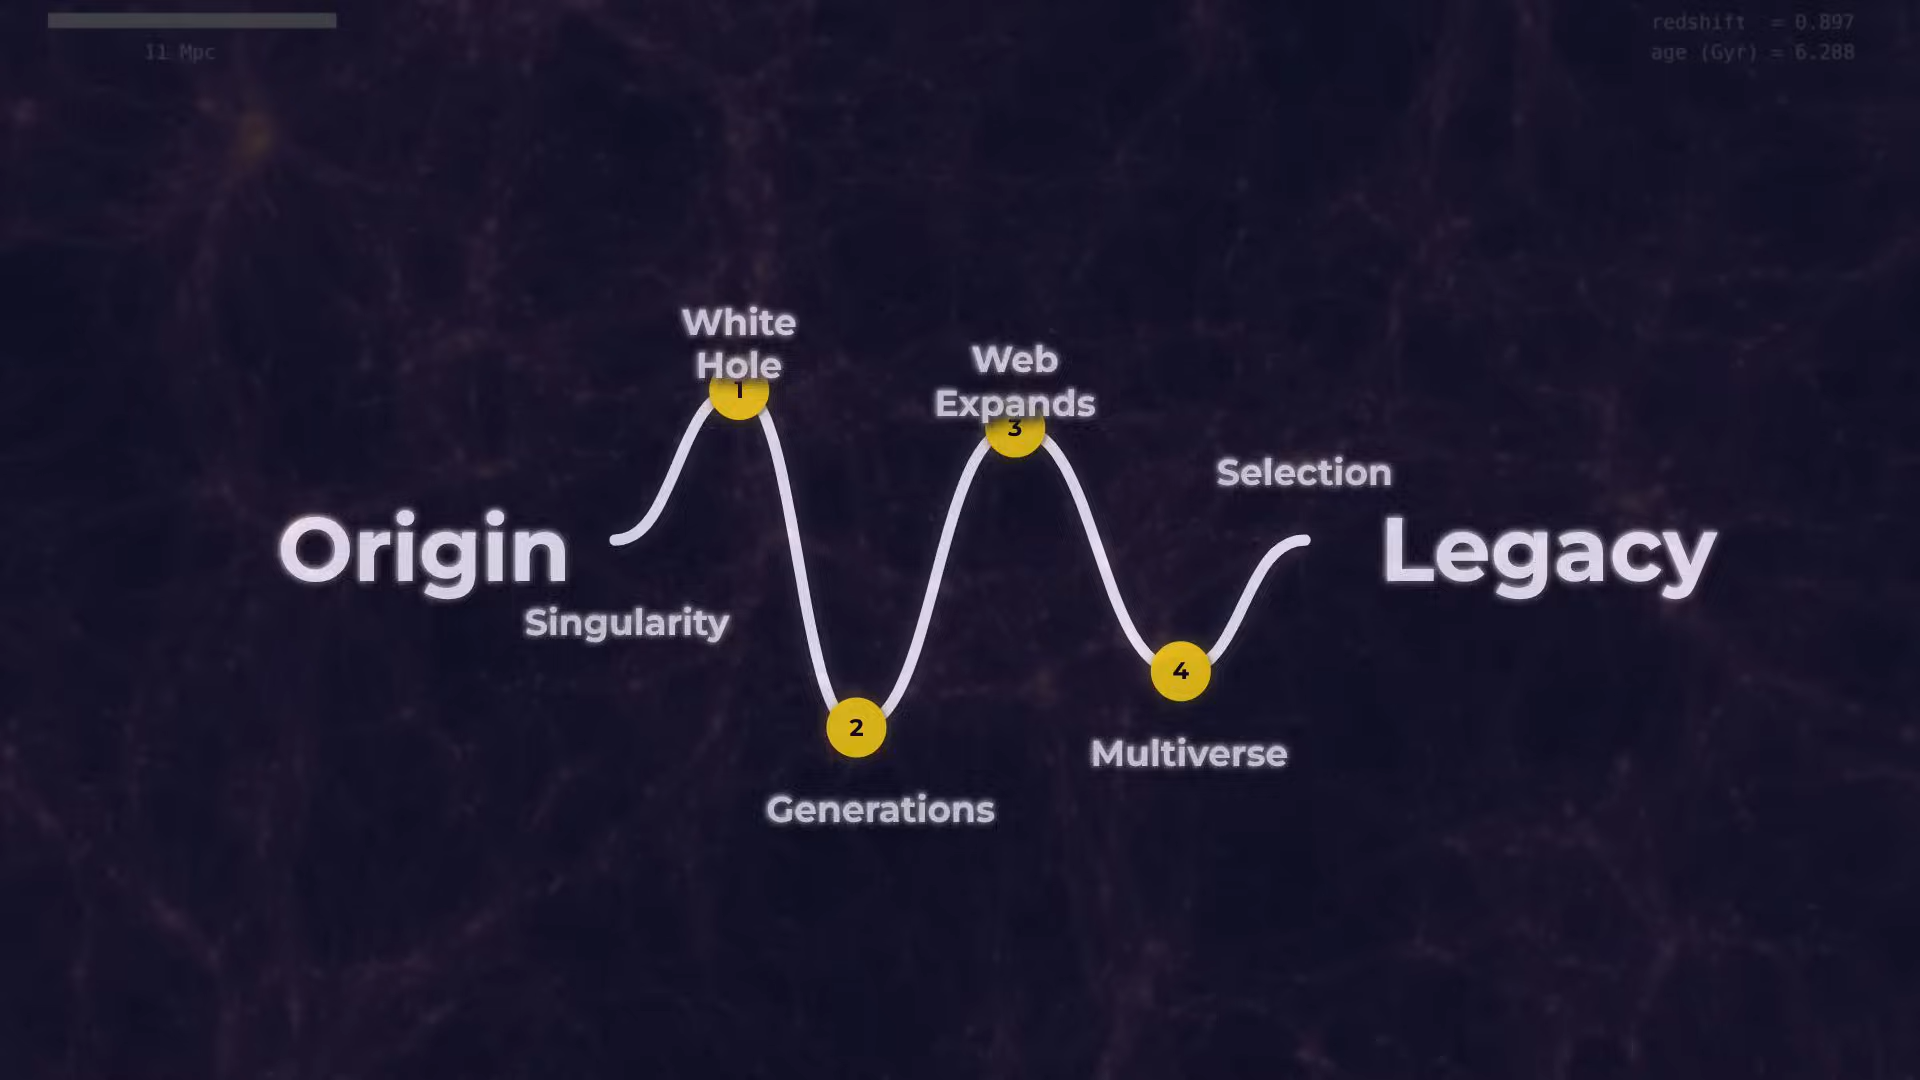 11 Mpc
redshift = 0.897
age (Gyr) = 6.288
White
Hole
1
Web
Expands
3
Selection
Origin
Legacy
Singularity
4
2
Multiverse
Generations